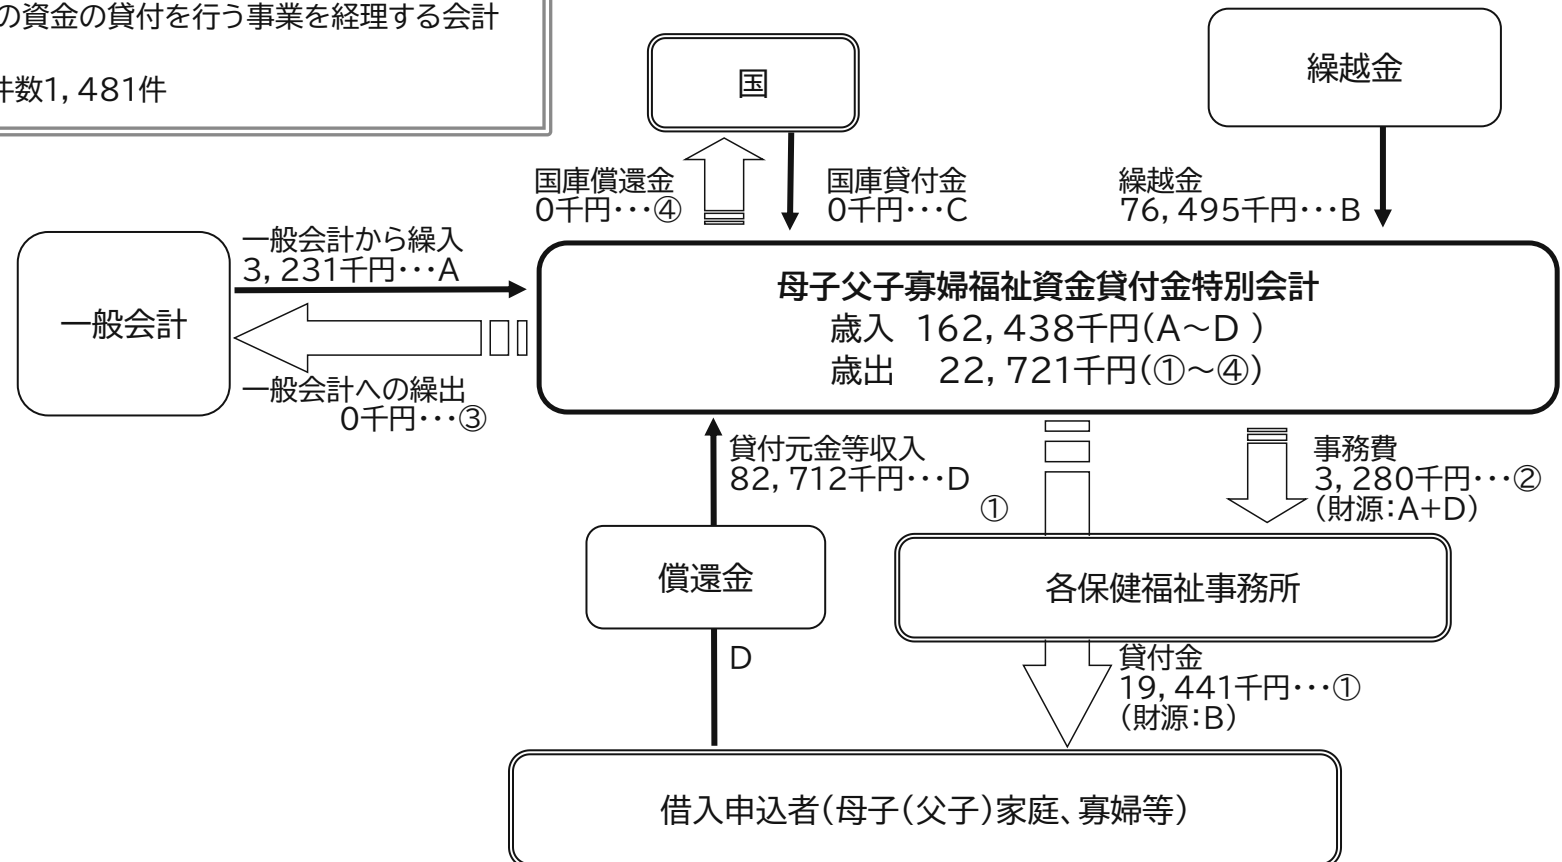 の資金の貸付を行う事業を経理する会計
件数1,481件
国
繰越金
国庫償還金
0千円・・・④
国庫貸付金
0千円・・・C
繰越金
76,495千円・・・B
一般会計から繰入
3,231千円・・・A
一般会計
一般会計への繰出
0千円・・・③
母子父子寡婦福祉資金貸付金特別会計
歳入 162,438千円(A～D )
歳出 22,721千円(①～④)
貸付元金等収入
82,712千円・・・D
①
事務費
3,280千円・・・②
(財源:A+D)
償還金
各保健福祉事務所
D
貸付金
19,441千円・・・①
(財源:B)
借入申込者(母子(父子)家庭、寡婦等)